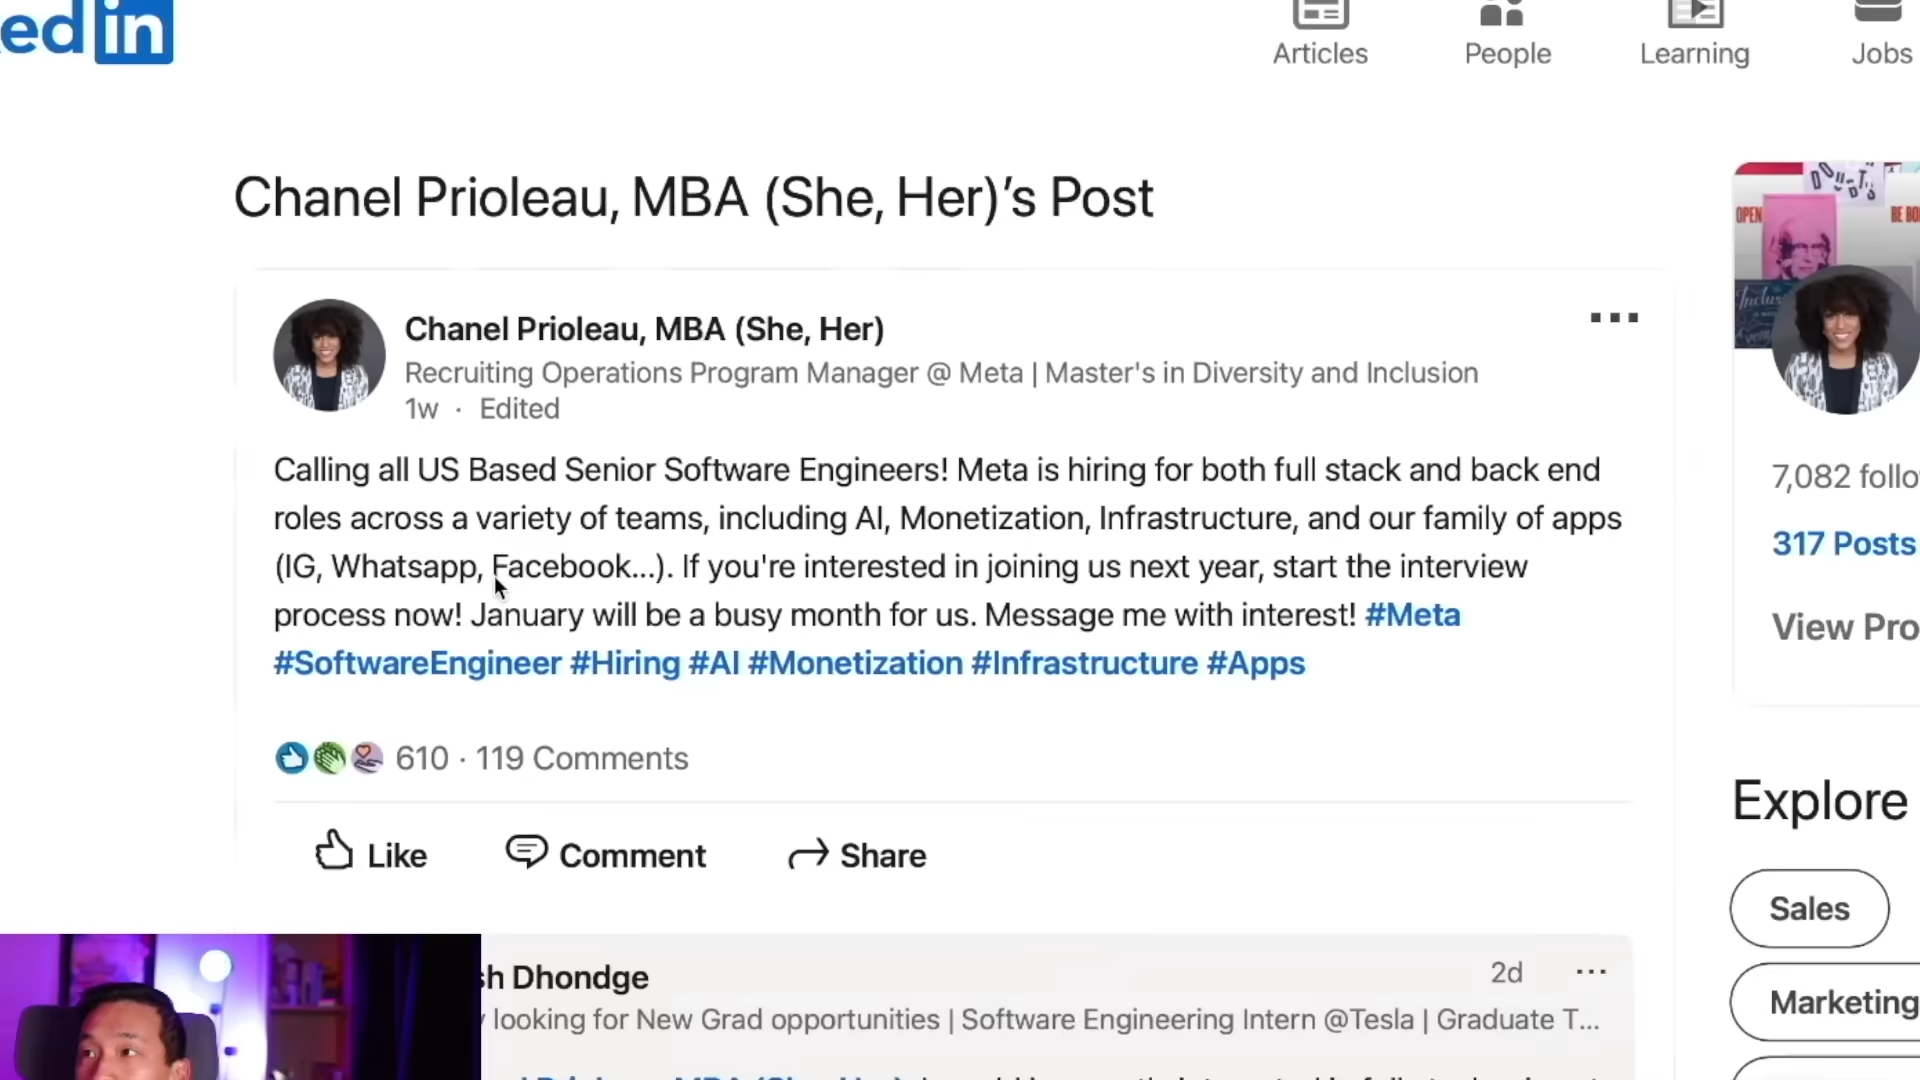 ed in
Articles
People
Learning
Jobs
Chanel Prioleau, MBA (She, Her)’s Post
OPEN
Chanel Prioleau, MBA (She, Her)
Recruiting Operations Program Manager @ Meta | Master's in Diversity and Inclusion
1w · Edited
Calling all US Based Senior Software Engineers! Meta is hiring for both full stack and back end
roles across a variety of teams, including AI, Monetization, Infrastructure, and our family of apps
(IG, Whatsapp, Facebook...). If you're interested in joining us next year, start the interview
process now! January will be a busy month for us. Message me with interest! #Meta
#SoftwareEngineer #Hiring #AI #Monetization #Infrastructure #Apps
7,082 follo
317 Posts
View Pro
610 · 119 Comments
Like
Comment
Share
Explore
Sales
Marketing
h Dhondge
2d
looking for New Grad opportunities | Software Engineering Intern @Tesla | Graduate T...